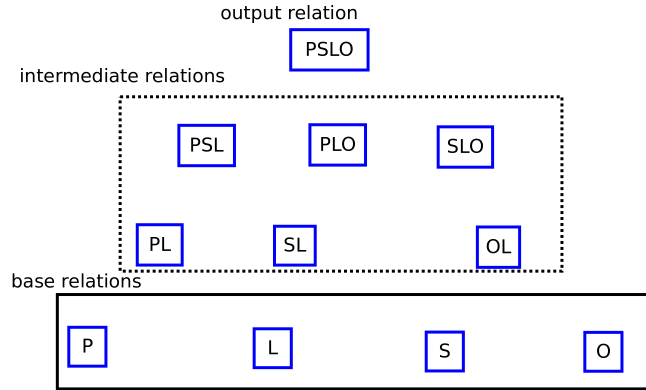 output relation
PSLO
intermediate relations
PSL PLO SLO
PL SL OL
base relations
P L S O